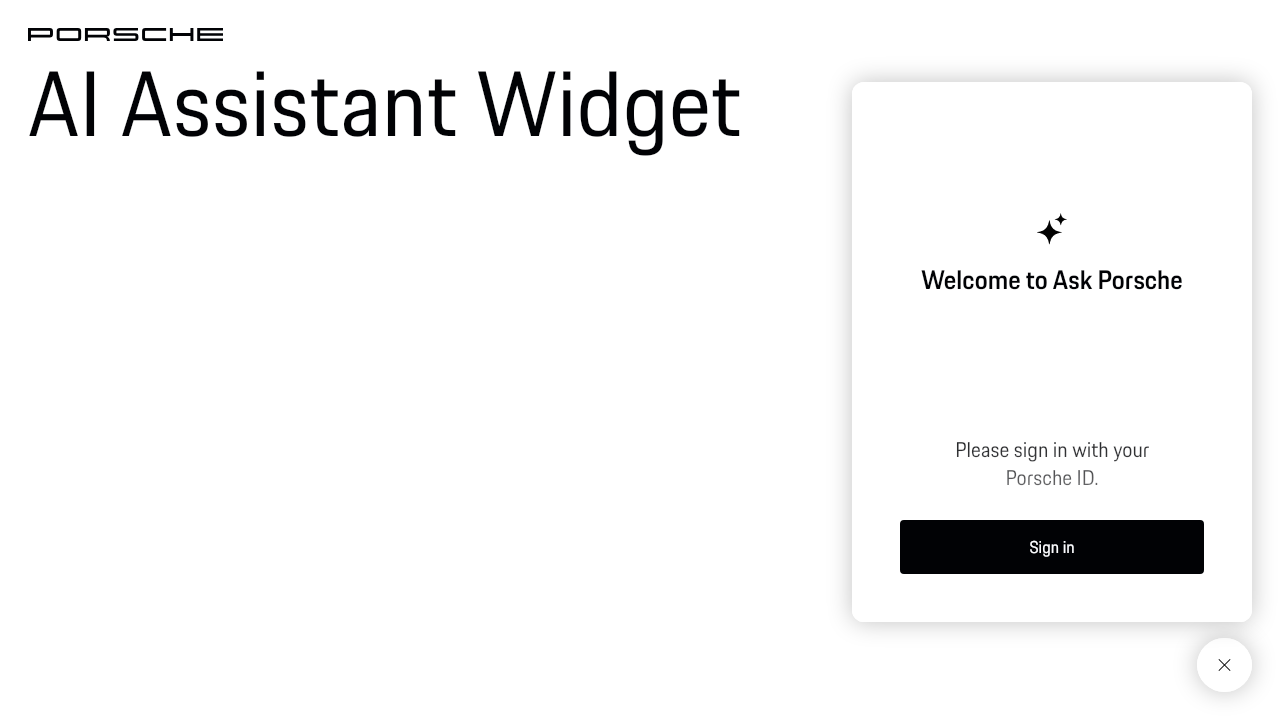 PORSCHE
AI Assistant Widget
Welcome to Ask Porsche
Please sign in with your
Porsche ID.
Sign in